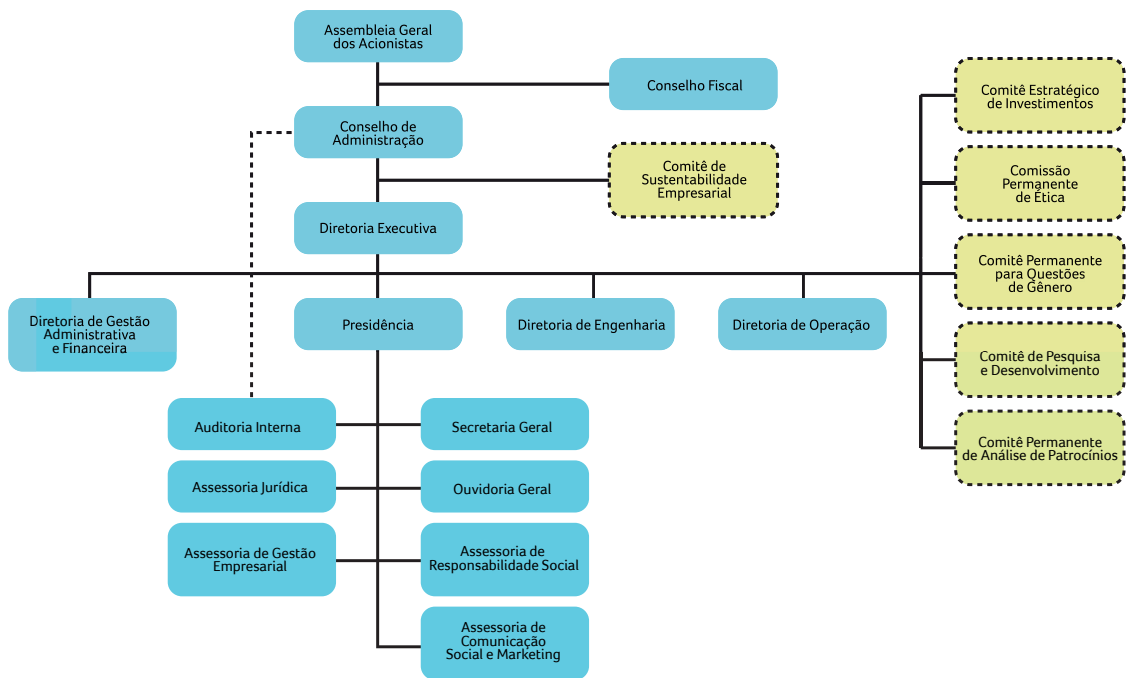 Assembleia Geral
dos Acionistas
Conselho Fiscal
Conselho de
Administração
Comitê de
Sustentabilidade
Empresarial
Diretoria Executiva
Diretoria de Gestão
Administrativa
e Financeira
Presidência
Diretoria de Engenharia
Diretoria de Operação
Comitê Estratégico
de Investimentos
Comissão
Permanente
de Ética
Comitê Permanente
para Questões
de Gênero
Comitê de Pesquisa
e Desenvolvimento
Comitê Permanente
de Análise de Patrocínios
Auditoria Interna
Secretaria Geral
Assessoria Jurídica
Ouvidoria Geral
Assessoria de Gestão
Empresarial
Assessoria de
Responsabilidade Social
Assessoria de
Comunicação
Social e Marketing